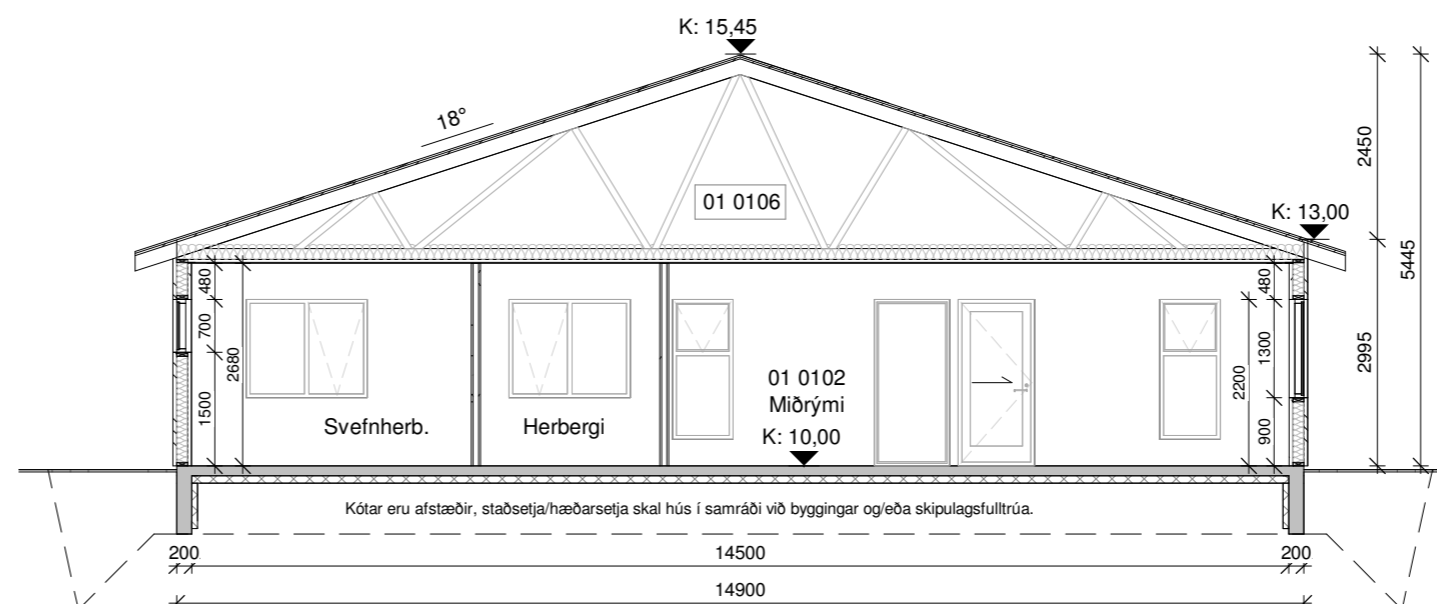 K: 15,45
18°
01 0106
K: 13,00
2450
5445
2995
480
700
2680
1500
480
1300
2200
900
01 0102
Miðrými
K: 10,00
Svefnherb.
Herbergi
Kótar eru afstæðir, staðsetja/hæðarsetja skal hús í samráði við byggingar og/eða skipulagsfulltrúa.
200
14500
200
14900